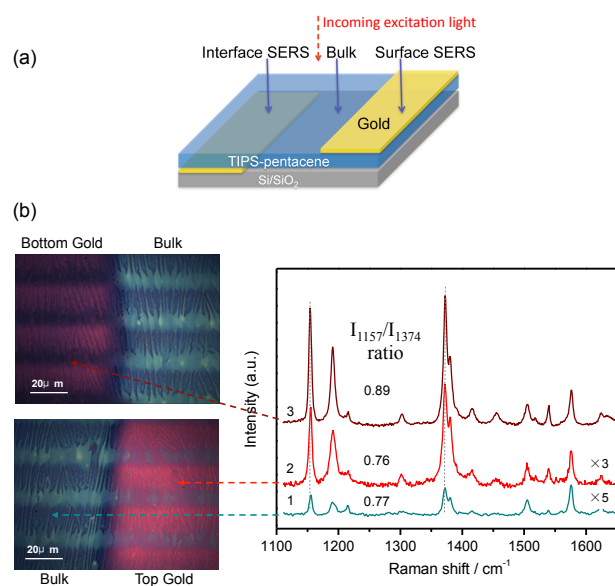 Incoming excitation light
(a)
Interface SERS Bulk Surface SERS
Gold
TIPS-pentacene
Si/SiO2
(b)
Bottom Gold Bulk
20μ m
20μ m
Bulk Top Gold
Intensity (a.u.)
I1157/I1374
ratio
3 0.89
2 0.76 ×3
1 0.77 ×5
1100 1200 1300 1400 1500 1600
Raman shift / cm-1